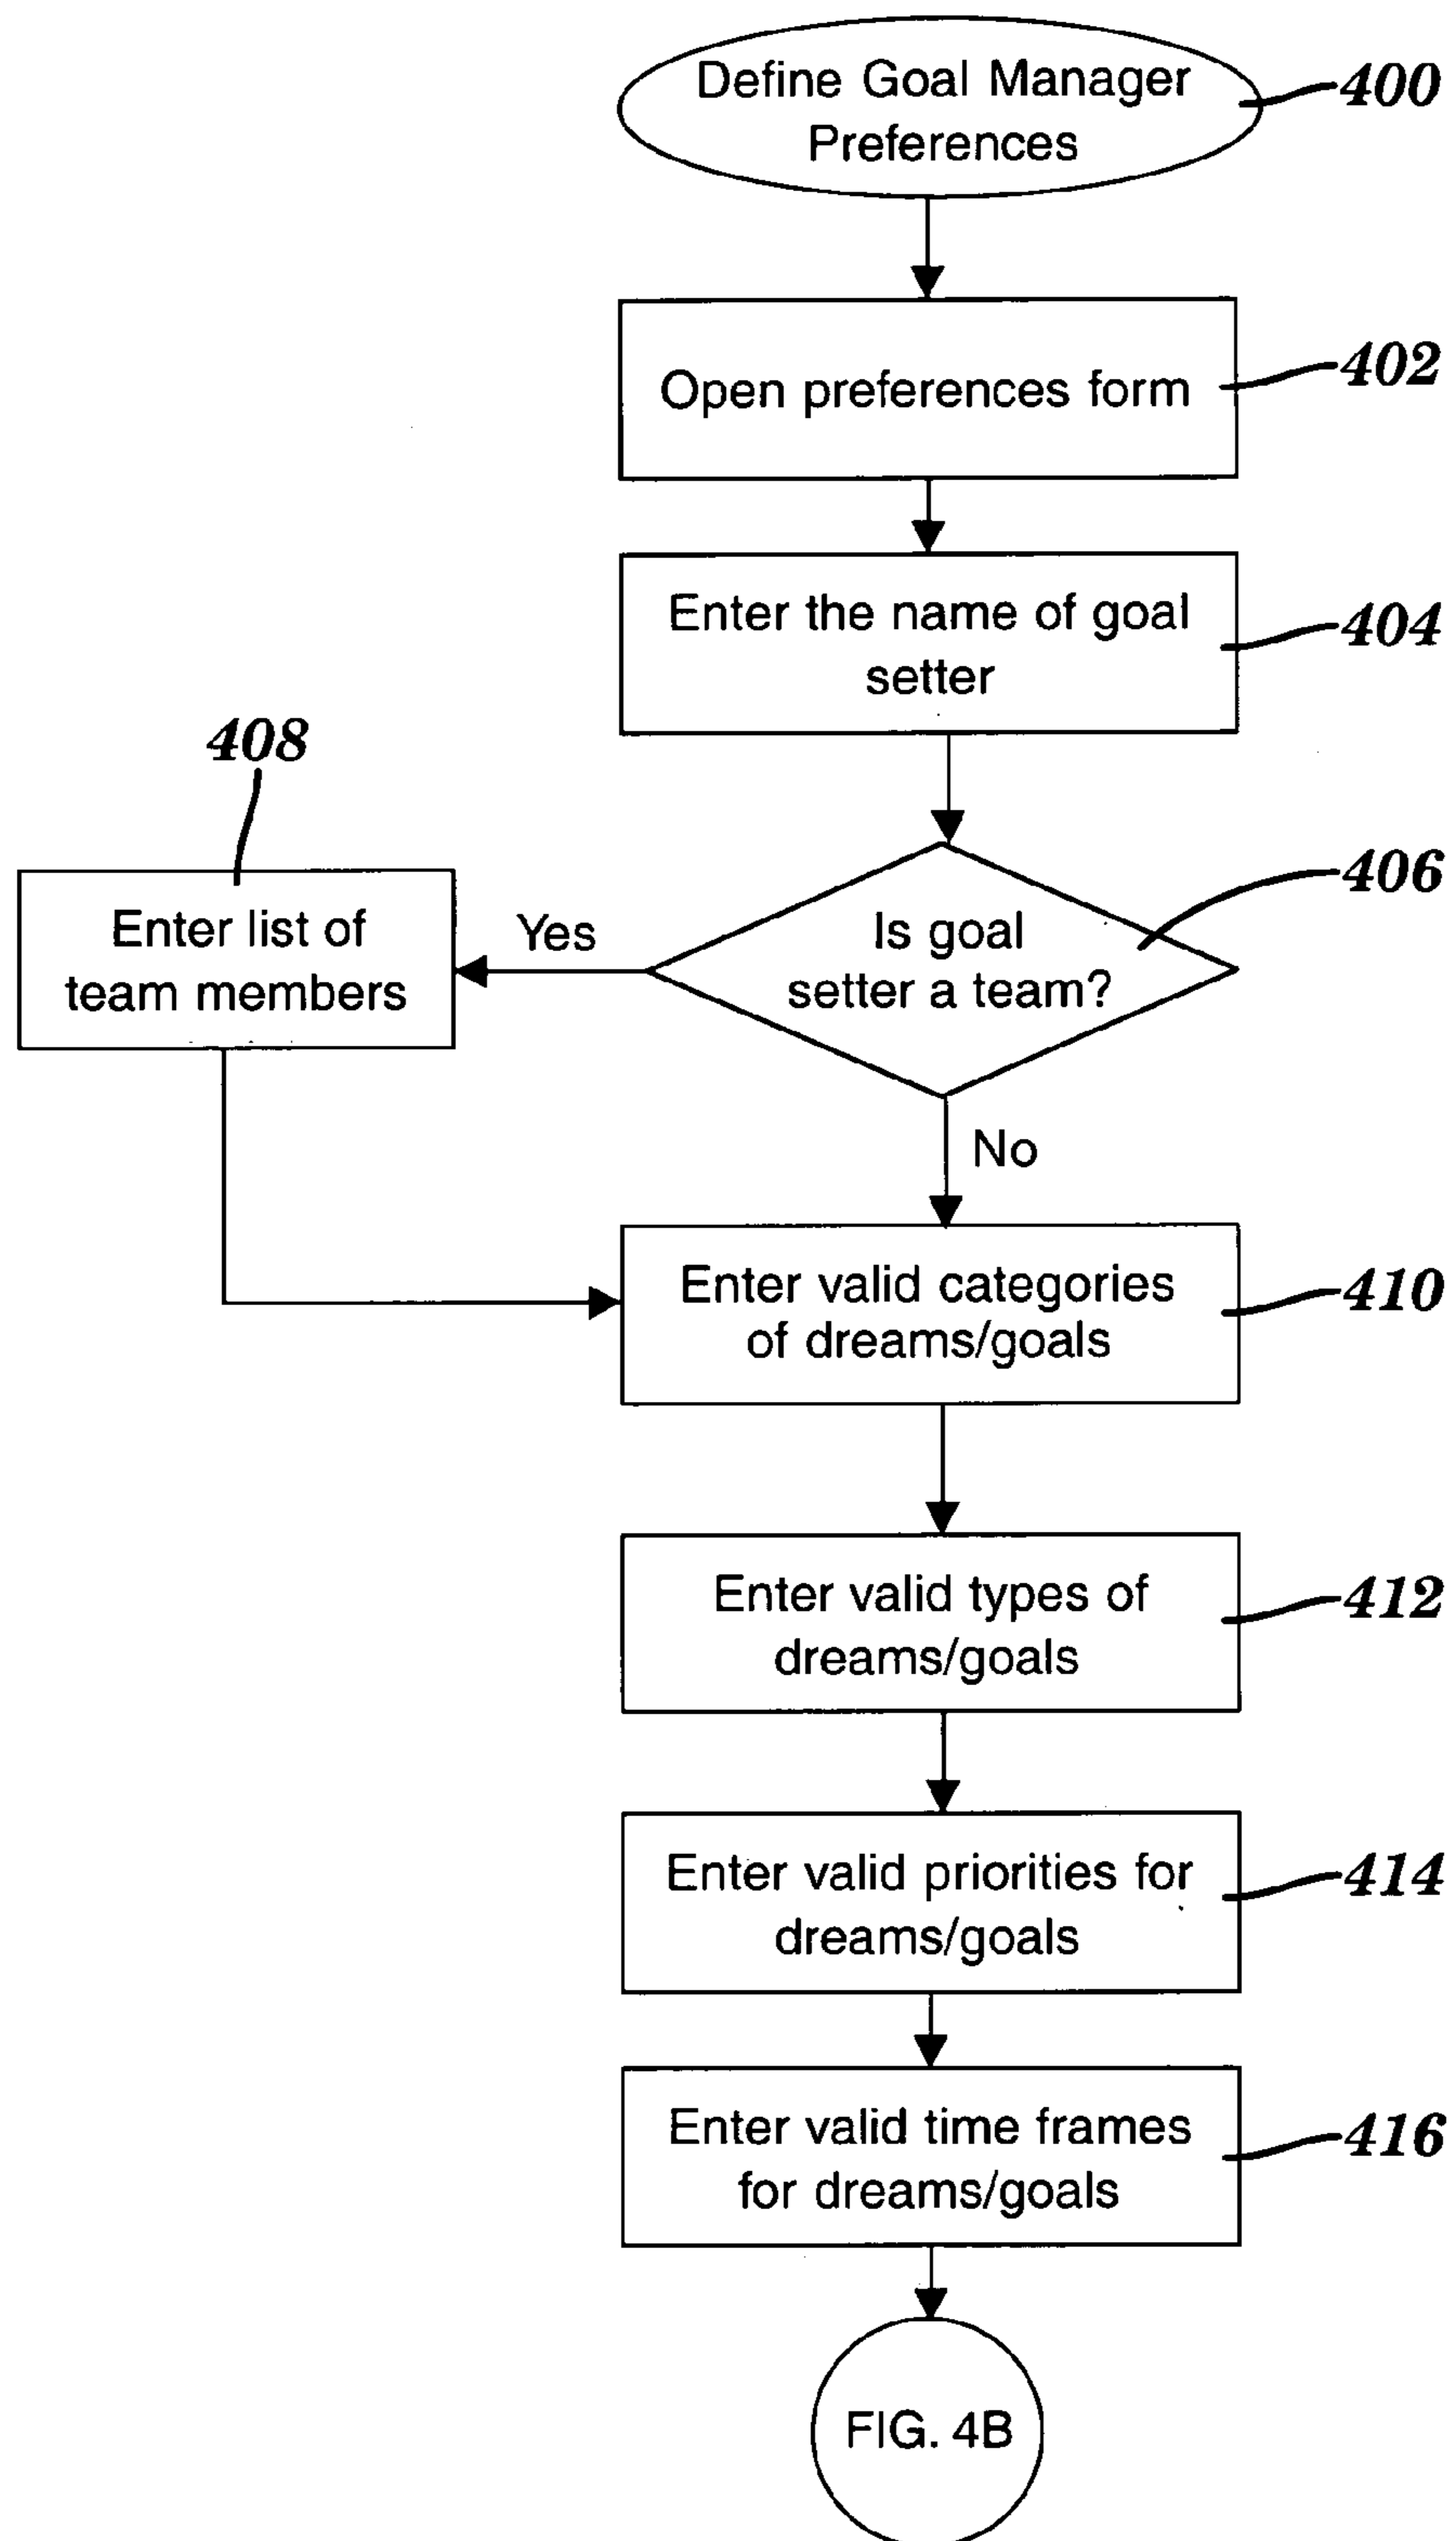 Define Goal Manager
Preferences
400
Open preferences form
402
Enter the name of goal
setter
404
408
Enter list of
team members
Yes
Is goal
setter a team?
406
No
Enter valid categories
of dreams/goals
410
Enter valid types of
dreams/goals
412
Enter valid priorities for
dreams/goals
414
Enter valid time frames
for dreams/goals
416
FIG. 4B